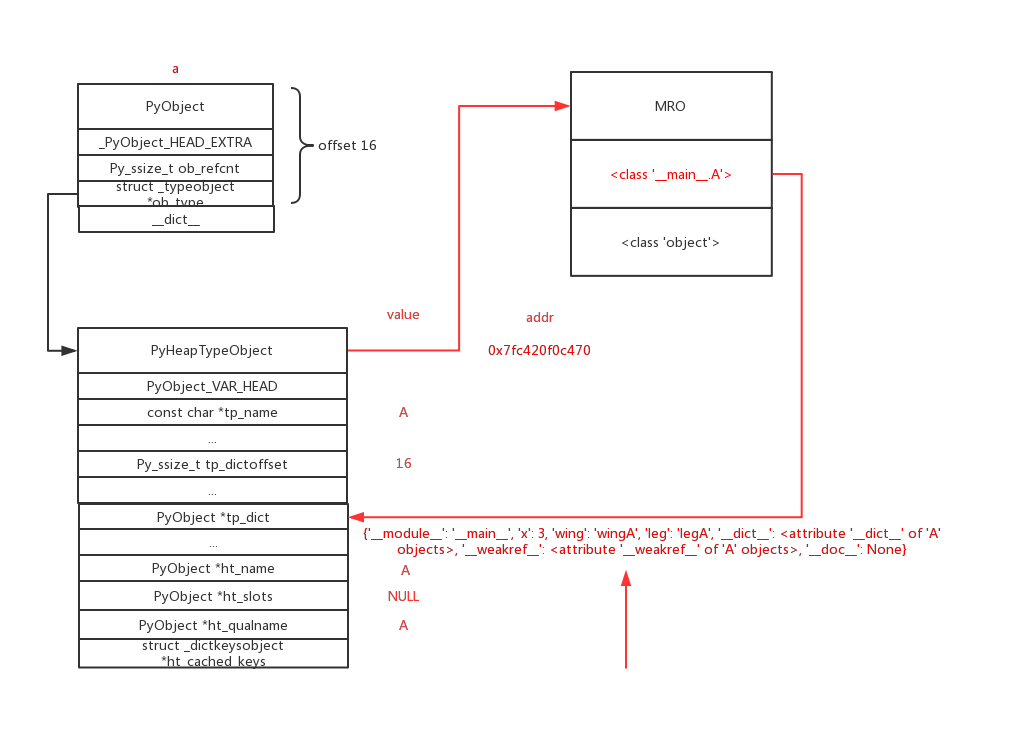 a
PyObject
_PyObject_HEAD_EXTRA
Py_ssize_t ob_refcnt
struct _typeobject
*ob_type
__dict__
offset 16
MRO
<class '__main__.A'>
<class 'object'>
value
addr
PyHeapTypeObject
0x7fc420f0c470
PyObject_VAR_HEAD
const char *tp_name
A
...
Py_ssize_t tp_dictoffset
16
...
PyObject *tp_dict
{'__module__': '__main__', 'x': 3, 'wing': 'wingA', 'leg': 'legA', '__dict__': <attribute '__dict__' of 'A'
objects>, '__weakref__': <attribute '__weakref__' of 'A' objects>, '__doc__': None}
...
PyObject *ht_name
A
PyObject *ht_slots
NULL
PyObject *ht_qualname
A
struct _dictkeysobject
*ht_cached_keys